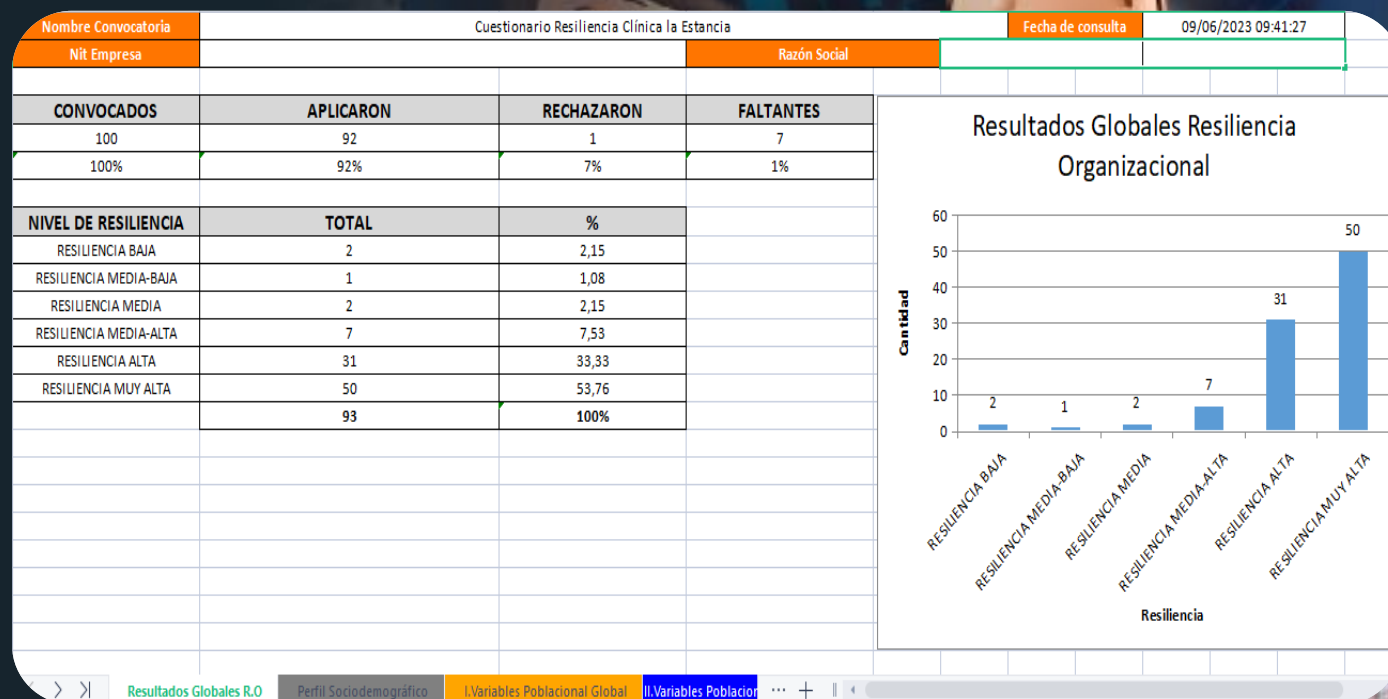 Nombre Convocatoria Cuestionario Resiliencia Clínica la Estancia Fecha de consulta 09/06/2023 09:41:27
Nit Empresa Razón Social
CONVOCADOS APLICARON RECHAZARON FALTANTES
100 92 1 7
100% 92% 7% 1%
NIVEL DE RESILIENCIA TOTAL %
RESILIENCIA BAJA 2 2,15
RESILIENCIA MEDIA-BAJA 1 1,08
RESILIENCIA MEDIA 2 2,15
RESILIENCIA MEDIA-ALTA 7 7,53
RESILIENCIA ALTA 31 33,33
RESILIENCIA MUY ALTA 50 53,76
93 100%
Resultados Globales Resiliencia
Organizacional
Cantidad
60
50
40
30
20
10
0
2 1 2 7 31 50
RESILIENCIA BAJA
RESILIENCIA MEDIA-BAJA
RESILIENCIA MEDIA
RESILIENCIA MEDIA-ALTA
RESILIENCIA ALTA
RESILIENCIA MUY ALTA
Resiliencia
Resultados Globales R.O Perfil Sociodemográfico I.Variables Poblacional Global II.Variables Poblacion